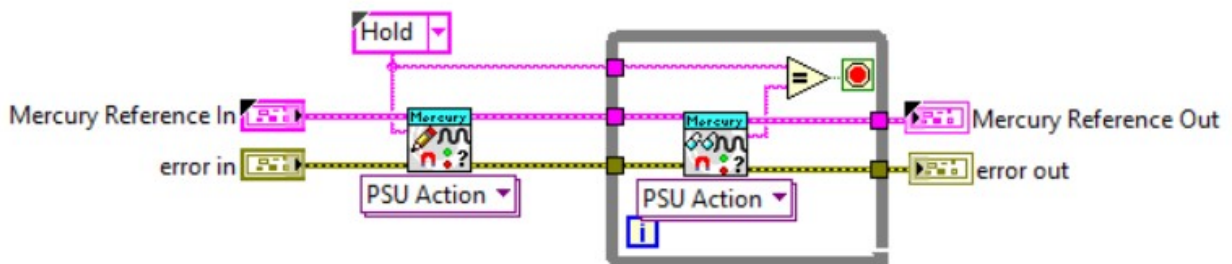 Hold
Mercury Reference In
Mercury
?
Mercury
?
=
Mercury Reference Out
error in
error out
PSU Action
PSU Action
i